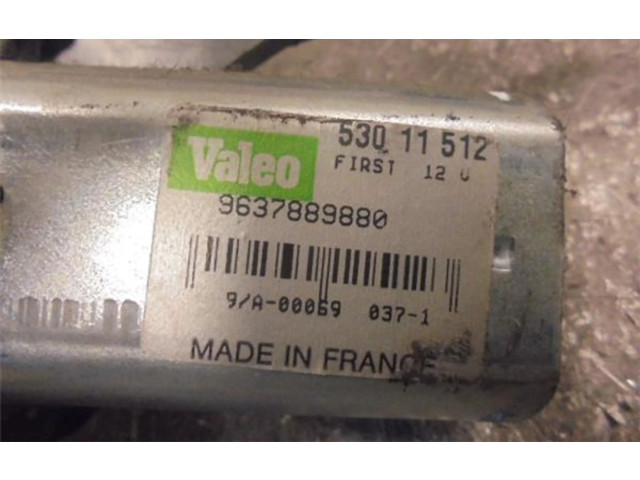 Valeo
530 11 512
FIRST 12 V
9637889880
9/A-00069 037-1
MADE IN FRANCE